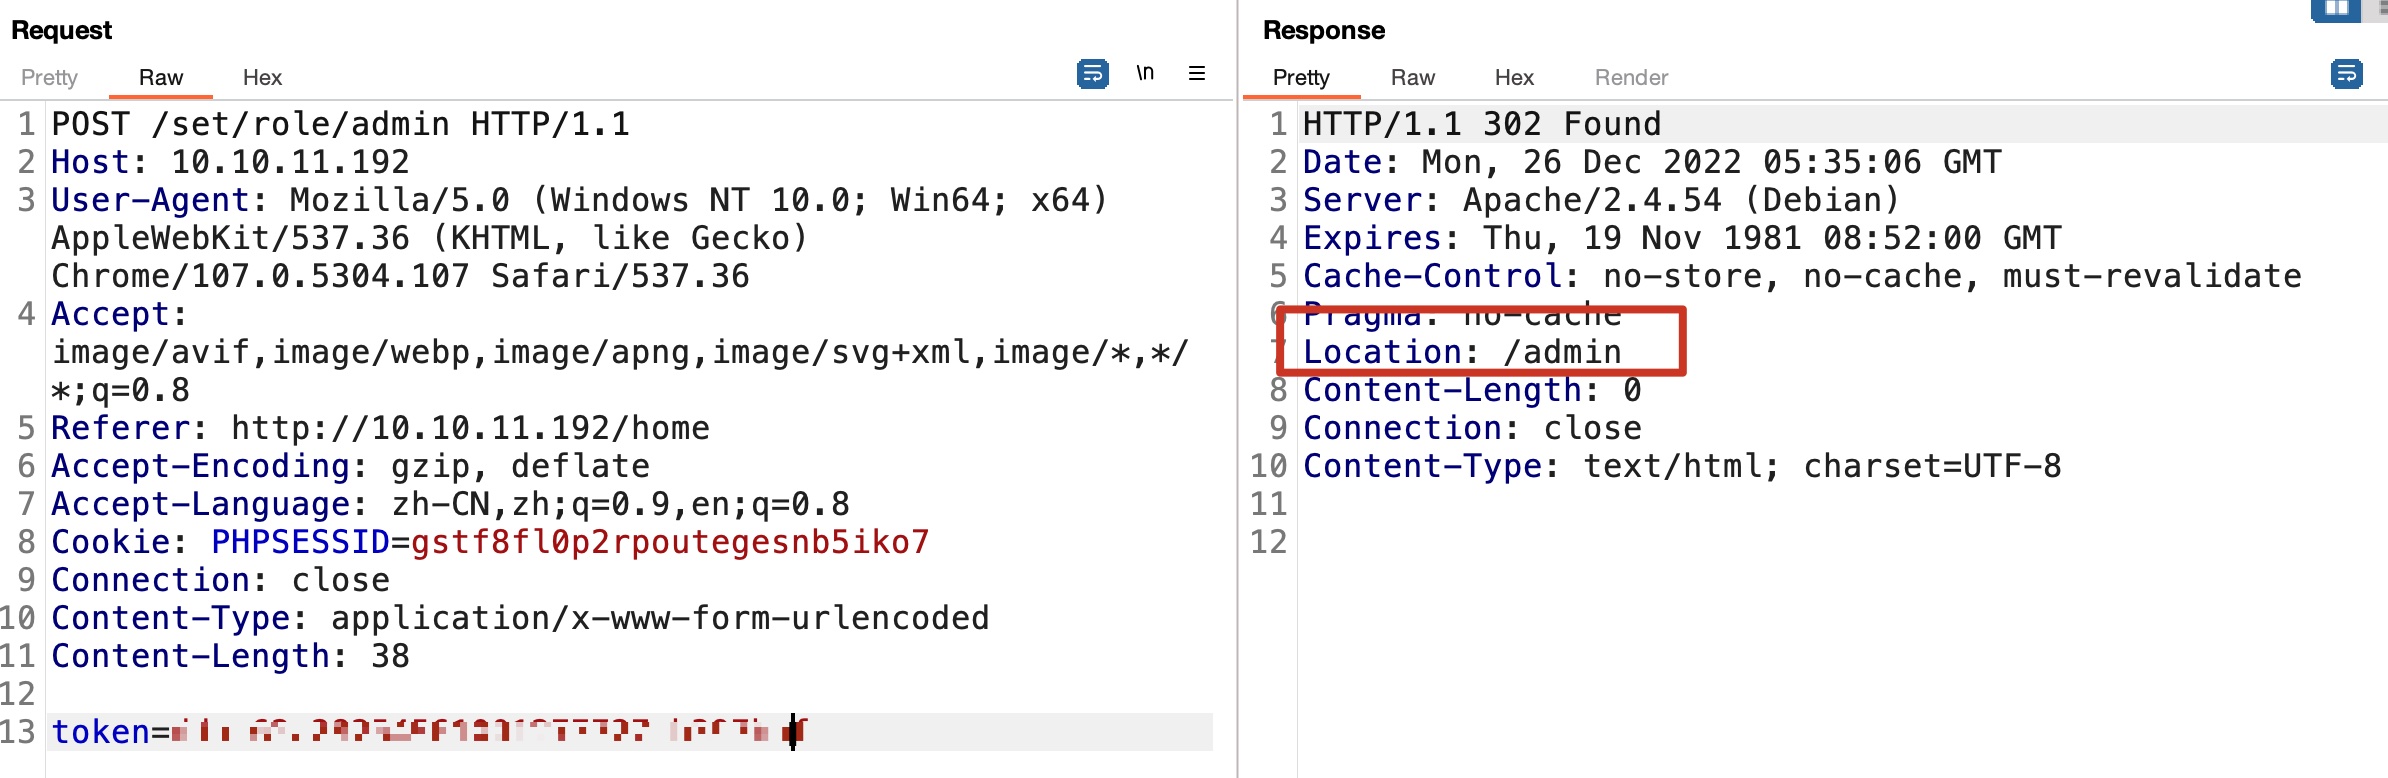 Request
Pretty Raw Hex \n
1 POST /set/role/admin HTTP/1.1
2 Host: 10.10.11.192
3 User-Agent: Mozilla/5.0 (Windows NT 10.0; Win64; x64)
AppleWebKit/537.36 (KHTML, like Gecko)
Chrome/107.0.5304.107 Safari/537.36
4 Accept:
image/avif,image/webp,image/apng,image/svg+xml,image/*,*/
*;q=0.8
5 Referer: http://10.10.11.192/home
6 Accept-Encoding: gzip, deflate
7 Accept-Language: zh-CN,zh;q=0.9,en;q=0.8
8 Cookie: PHPSESSID=gstf8fl0p2rpoutegesnb5iko7
9 Connection: close
10 Content-Type: application/x-www-form-urlencoded
11 Content-Length: 38
12
13 token=
Response
Pretty Raw Hex Render
1 HTTP/1.1 302 Found
2 Date: Mon, 26 Dec 2022 05:35:06 GMT
3 Server: Apache/2.4.54 (Debian)
4 Expires: Thu, 19 Nov 1981 08:52:00 GMT
5 Cache-Control: no-store, no-cache, must-revalidate
6 Pragma: no-cache
7 Location: /admin
8 Content-Length: 0
9 Connection: close
10 Content-Type: text/html; charset=UTF-8
11
12